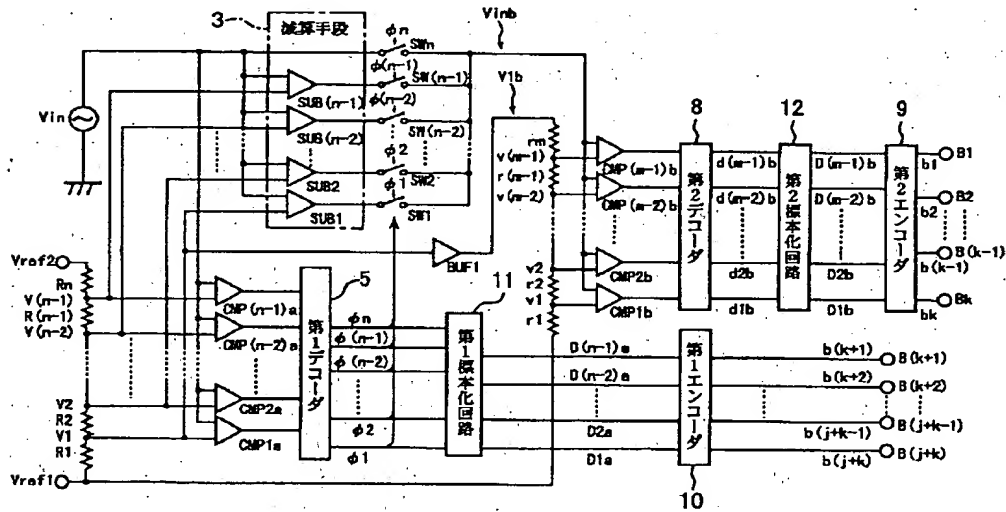 3
減算手段
φn
SWn
φ(n-1)
SW(n-1)
SUB(n-1)
φ(n-2)
SW(n-2)
SUB(n-2)
φ2
SW2
SUB2
φ1
SW1
SUB1
Vinb
V1b
Vin
BUF1
rm
v(m-1)
r(m-1)
v(m-2)
v2
r2
v1
r1
CMP(m-1)b
CMP(m-2)b
CMP2b
CMP1b
8
第2デコーダ
d(m-1)b
d(m-2)b
d2b
d1b
12
第2標本化回路
D(m-1)b
D(m-2)b
D2b
D1b
9
第2エンコーダ
b1
B1
b2
B2
b(k-1)
B(k-1)
bk
Bk
Vref2
Rn
V(n-1)
R(n-1)
V(n-2)
V2
R2
V1
R1
Vref1
CMP(n-1)a
CMP(n-2)a
CMP2a
CMP1a
5
第1デコーダ
φn
φ(n-1)
φ(n-2)
φ2
φ1
11
第1標本化回路
D(n-1)a
D(n-2)a
D2a
D1a
第1エンコーダ
10
b(k+1)
B(k+1)
b(k+2)
B(k+2)
b(j+k-1)
B(j+k-1)
b(j+k)
B(j+k)